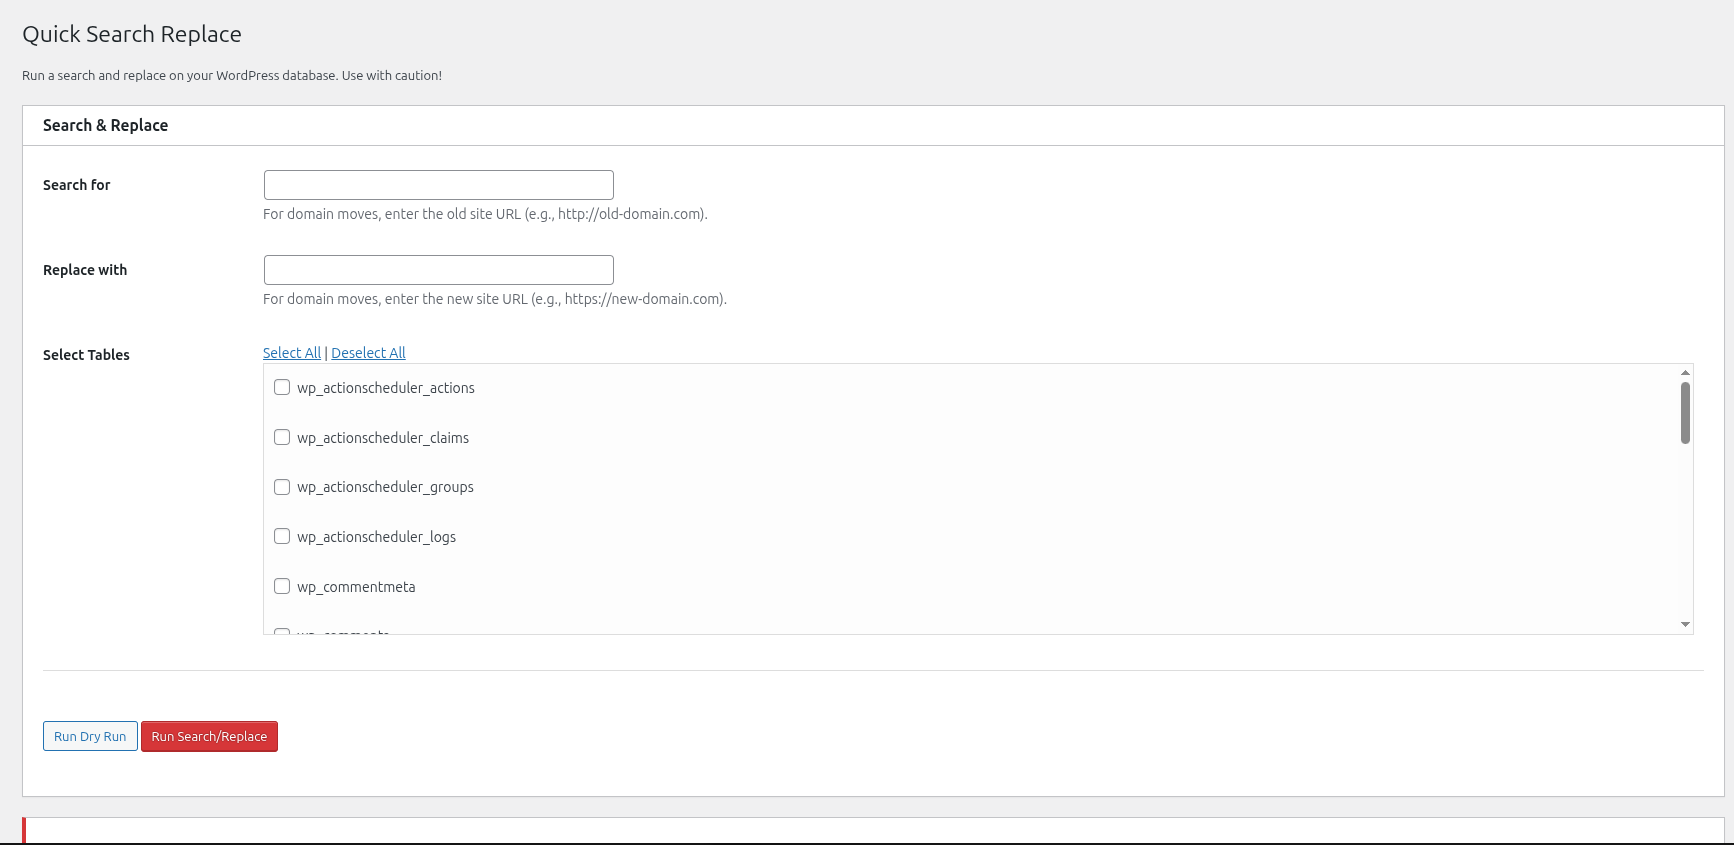 Quick Search Replace
Run a search and replace on your WordPress database. Use with caution!
Search & Replace
Search for
For domain moves, enter the old site URL (e.g., http://old-domain.com).
Replace with
For domain moves, enter the new site URL (e.g., https://new-domain.com).
Select Tables
Select All | Deselect All
wp_actionscheduler_actions
wp_actionscheduler_claims
wp_actionscheduler_groups
wp_actionscheduler_logs
wp_commentmeta
Run Dry Run
Run Search/Replace